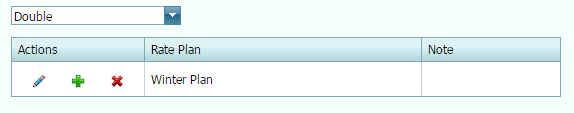 Double
Actions Rate Plan Note
Winter Plan